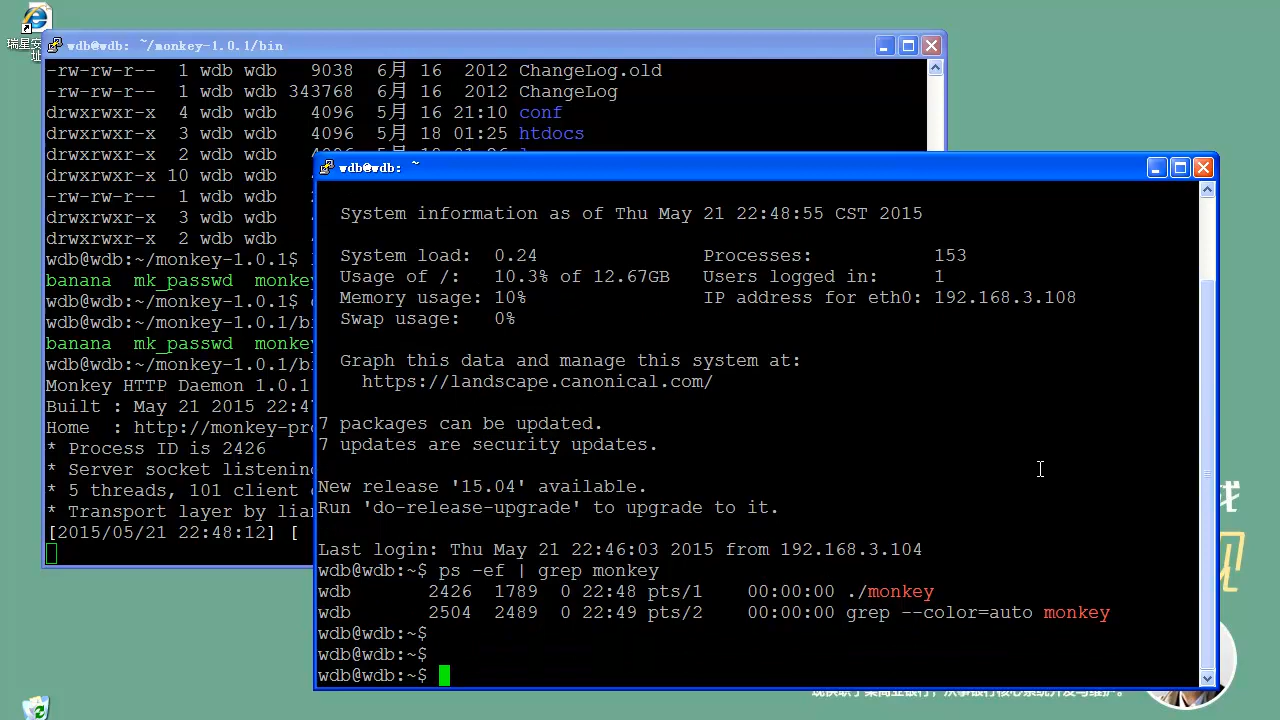 瑞星安
址
wdb@wdb: ~/monkey-1.0.1/bin
-rw-rw-r--  1 wdb wdb   9038  6月 16  2012 ChangeLog.old
-rw-rw-r--  1 wdb wdb 343768  6月 16  2012 ChangeLog
drwxrwxr-x  4 wdb wdb   4096  5月 16 21:10 conf
drwxrwxr-x  3 wdb wdb   4096  5月 18 01:25 htdocs
drwxrwxr-x  2 wdb wdb
drwxrwxr-x 10 wdb wdb
-rw-rw-r--  1 wdb wdb
drwxrwxr-x  3 wdb wdb
drwxrwxr-x  2 wdb wdb
wdb@wdb:~/monkey-1.0.1$
banana  mk_passwd  monke
wdb@wdb:~/monkey-1.0.1$
wdb@wdb:~/monkey-1.0.1/bi
banana  mk_passwd  monke
wdb@wdb:~/monkey-1.0.1/bi
Monkey HTTP Daemon 1.0.1
Built : May 21 2015 22:4
Home  : http://monkey-pr
* Process ID is 2426
* Server socket listenin
* 5 threads, 101 client
* Transport layer by lia
[2015/05/21 22:48:12] [
wdb@wdb: ~
System information as of Thu May 21 22:48:55 CST 2015
System load:  0.24               Processes:           153
Usage of /:   10.3% of 12.67GB   Users logged in:     1
Memory usage: 10%                IP address for eth0: 192.168.3.108
Swap usage:   0%
Graph this data and manage this system at:
https://landscape.canonical.com/
7 packages can be updated.
7 updates are security updates.
New release '15.04' available.
Run 'do-release-upgrade' to upgrade to it.
Last login: Thu May 21 22:46:03 2015 from 192.168.3.104
wdb@wdb:~$ ps -ef | grep monkey
wdb       2426  1789  0 22:48 pts/1    00:00:00 ./monkey
wdb       2504  2489  0 22:49 pts/2    00:00:00 grep --color=auto monkey
wdb@wdb:~$
wdb@wdb:~$
wdb@wdb:~$